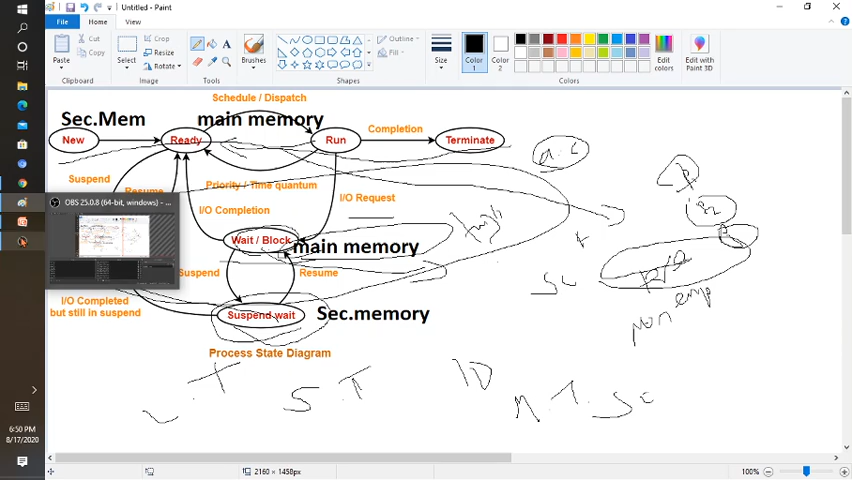 Untitled - Paint
File Home View
Paste Cut Copy Clipboard
Select Crop Resize Rotate Image
A Tools
Brushes
Outline Fill Shapes
Size
Color 1 Color 2 Edit colors Colors
Edit with Paint 3D
Schedule / Dispatch
Sec.Mem main memory
New Ready Run Completion Terminate
Suspend
Resume Priority / Time quantum
I/O Completion I/O Request
OBS 25.0.8 (64-bit, windows) - ...
Wait / Block main memory
Suspend Resume
I/O Completed
but still in suspend
Suspend wait Sec.memory
Process State Diagram
S.T
6:50 PM
8/17/2020
2160 × 1458px
100%